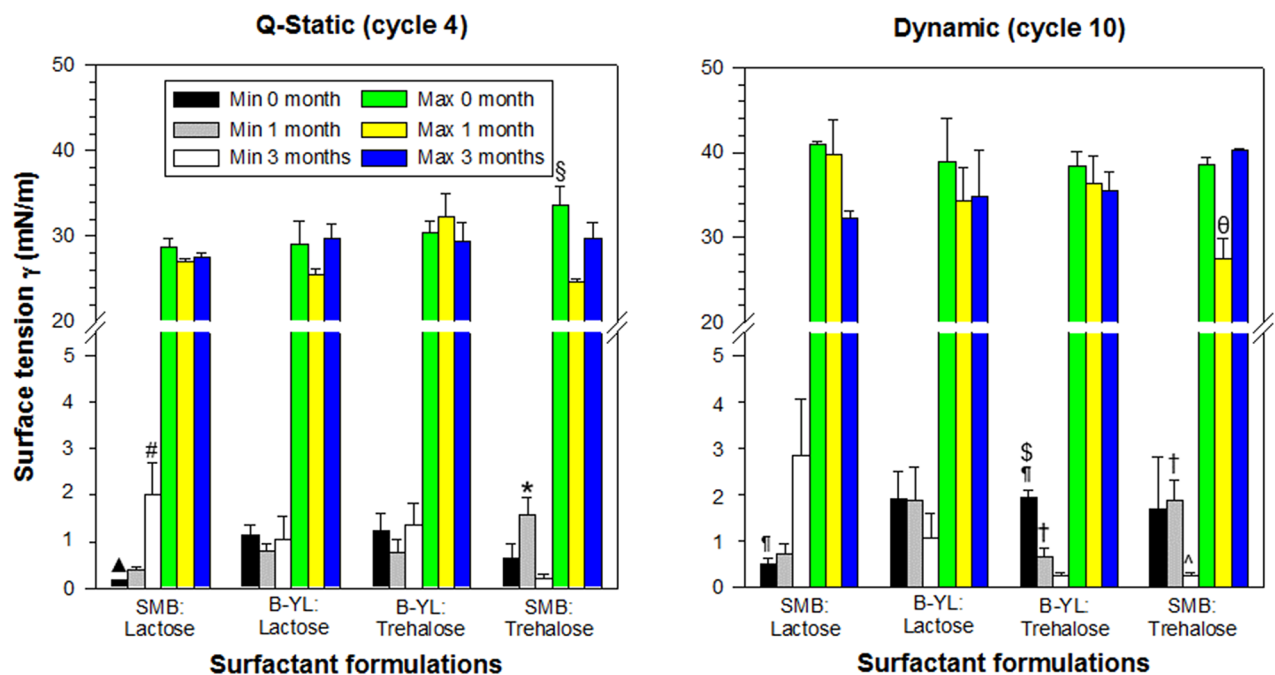 Q-Static (cycle 4)
Dynamic (cycle 10)
Surface tension γ (mN/m)
50
40
30
20
5
4
3
2
1
0
Min 0 month
Max 0 month
Min 1 month
Max 1 month
Min 3 months
Max 3 months
▲
#
*
§
SMB:
Lactose
B-YL:
Lactose
B-YL:
Trehalose
SMB:
Trehalose
Surfactant formulations
50
40
30
20
5
4
3
2
1
0
¶
$
¶
†
†
^
θ
SMB:
Lactose
B-YL:
Lactose
B-YL:
Trehalose
SMB:
Trehalose
Surfactant formulations